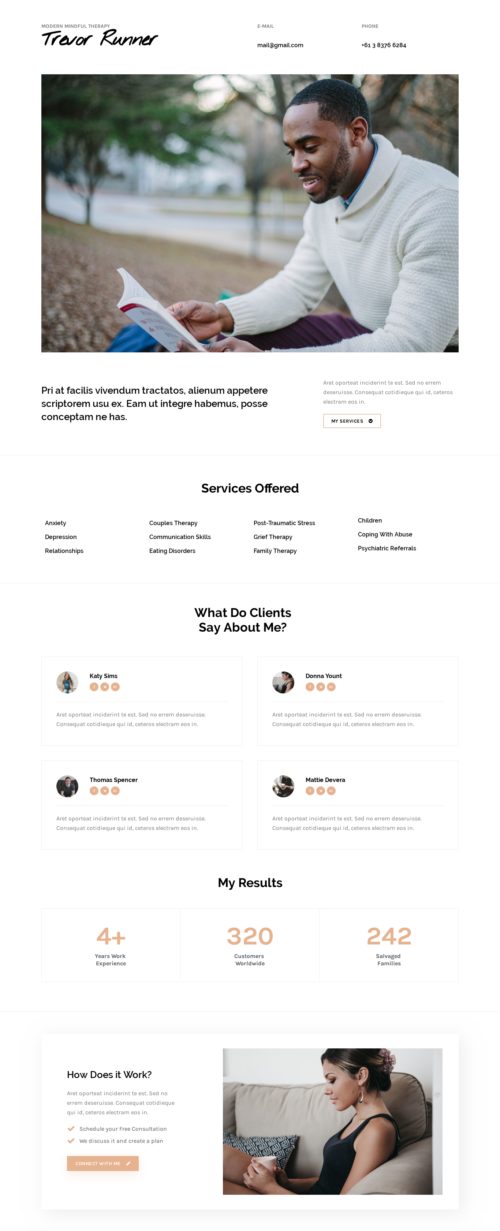 MODERN MINDFUL THERAPY
Trevor Runner
E-MAIL
mail@gmail.com
PHONE
+61 3 8376 6284
Pri at facilis vivendum tractatos, alienum appetere
scriptorem usu ex. Eam ut integre habemus, posse
conceptam ne has.
Aret oporteat inciderint te est. Sed no errem
deseruisse. Consequat cotidieque qui id, ceteros
electram eos in.
MY SERVICES
Services Offered
Anxiety
Depression
Relationships
Couples Therapy
Communication Skills
Eating Disorders
Post-Traumatic Stress
Grief Therapy
Family Therapy
Children
Coping With Abuse
Psychiatric Referrals
What Do Clients
Say About Me?
Katy Sims
Aret oporteat inciderint te est. Sed no errem deseruisse.
Consequat cotidieque qui id, ceteros electram eos in.
Donna Yount
Aret oporteat inciderint te est. Sed no errem deseruisse.
Consequat cotidieque qui id, ceteros electram eos in.
Thomas Spencer
Aret oporteat inciderint te est. Sed no errem deseruisse.
Consequat cotidieque qui id, ceteros electram eos in.
Mattie Devera
Aret oporteat inciderint te est. Sed no errem deseruisse.
Consequat cotidieque qui id, ceteros electram eos in.
My Results
4+
Years Work
Experience
320
Customers
Worldwide
242
Salvaged
Families
How Does it Work?
Aret oporteat inciderint te est. Sed no
errem deseruisse. Consequat cotidieque
qui id, ceteros electram eos in.
Schedule your Free Consultation
We discuss it and create a plan
CONNECT WITH ME